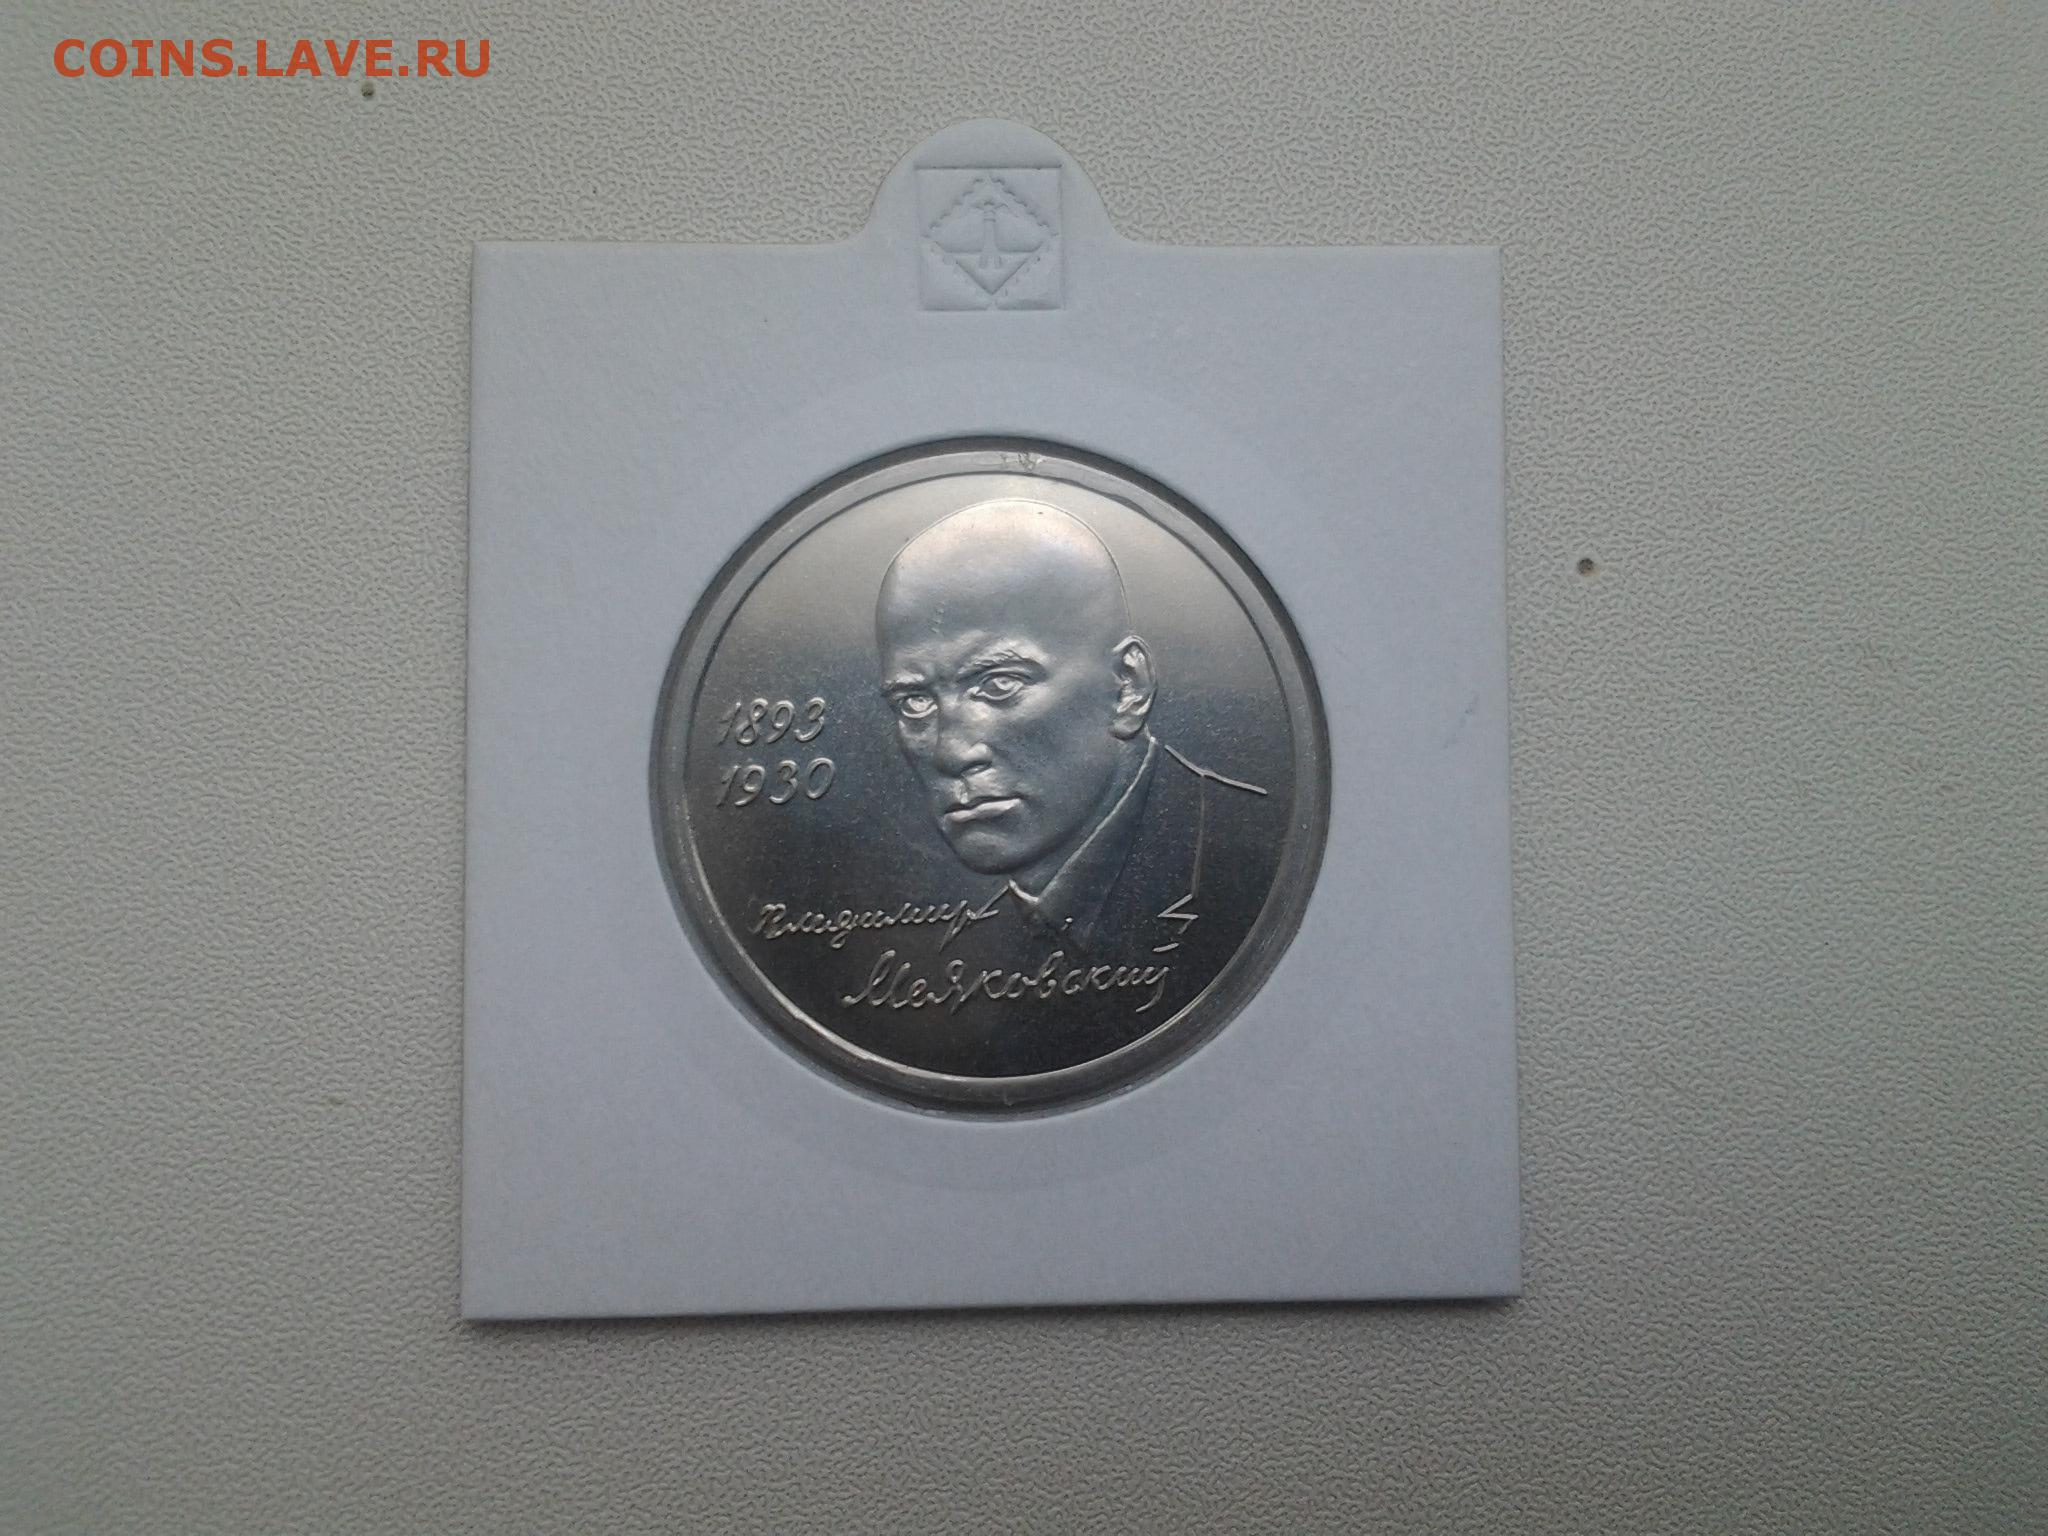 COINS.LAVE.RU
1893
1930
Владимир
Маяковский